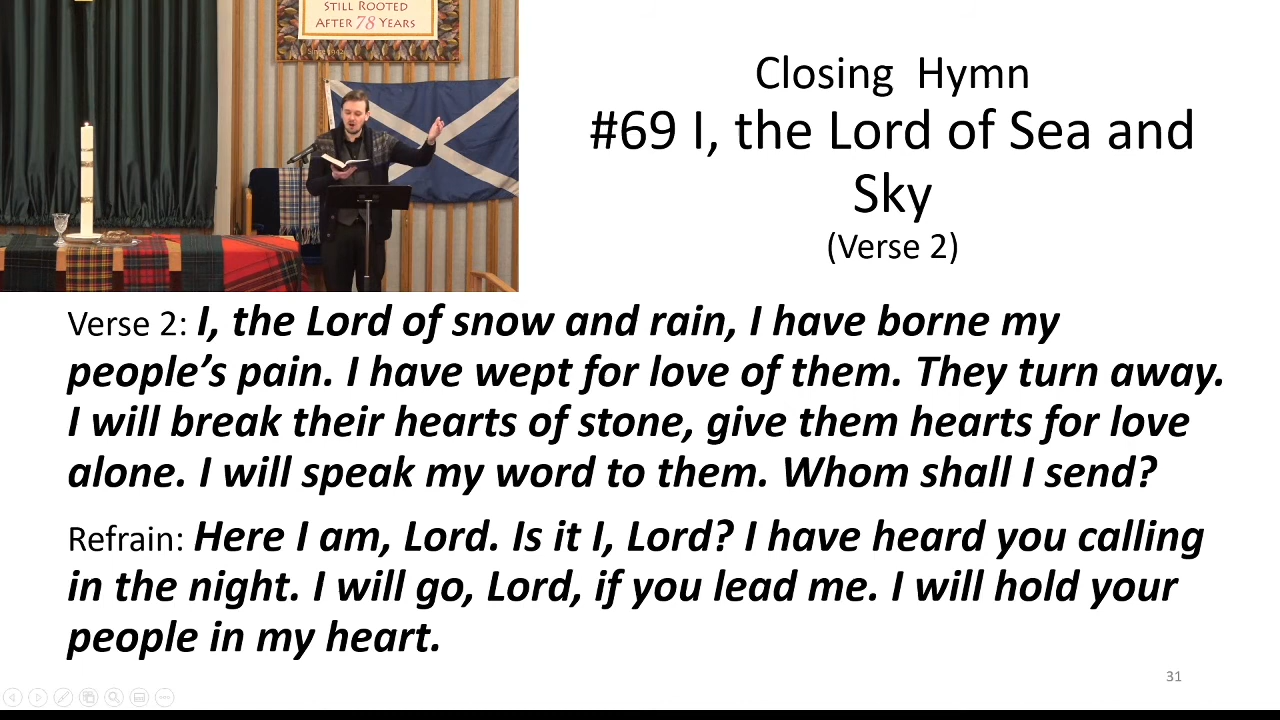 STILL ROOTED
AFTER 78 YEARS
Since 1942
Closing Hymn
#69 I, the Lord of Sea and
Sky
(Verse 2)
Verse 2: I, the Lord of snow and rain, I have borne my
people’s pain. I have wept for love of them. They turn away.
I will break their hearts of stone, give them hearts for love
alone. I will speak my word to them. Whom shall I send?
Refrain: Here I am, Lord. Is it I, Lord? I have heard you calling
in the night. I will go, Lord, if you lead me. I will hold your
people in my heart.
31